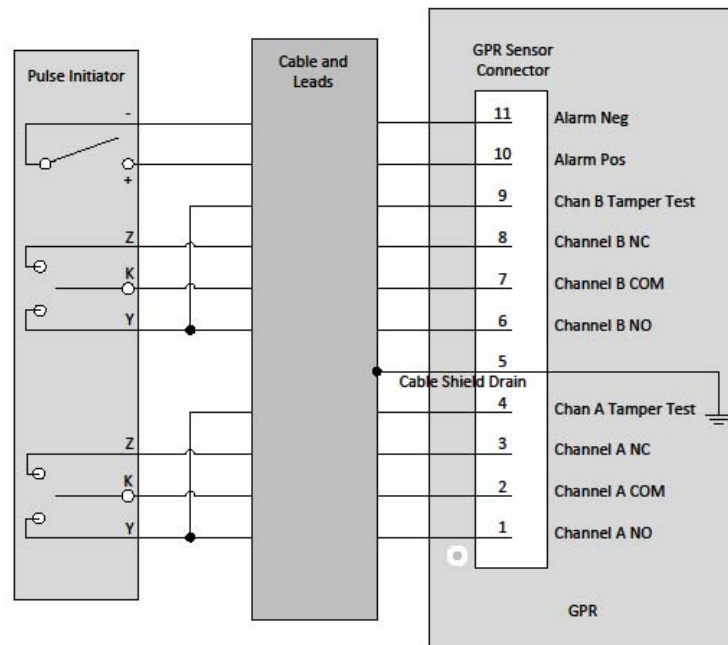 Pulse Initiator
-
+
Z
K
Y
Z
K
Y
Cable and
Leads
GPR Sensor
Connector
11 Alarm Neg
10 Alarm Pos
9 Chan B Tamper Test
8 Channel B NC
7 Channel B COM
6 Channel B NO
5
Cable Shield Drain
4 Chan A Tamper Test
3 Channel A NC
2 Channel A COM
1 Channel A NO
GPR